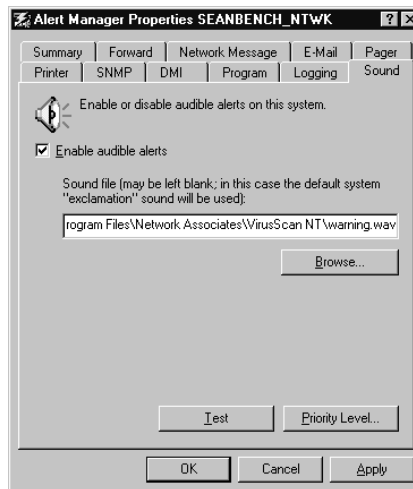 Alert Manager Properties SEANBENCH_NTWK
Summary Forward Network Message E-Mail Pager
Printer SNMP DMI Program Logging Sound
Enable or disable audible alerts on this system.
Enable audible alerts
Sound file (may be left blank; in this case the default system
"exclamation" sound will be used):
rogram Files\Network Associates\VirusScan NT\warning.wav
Browse...
Test Priority Level...
OK Cancel Apply